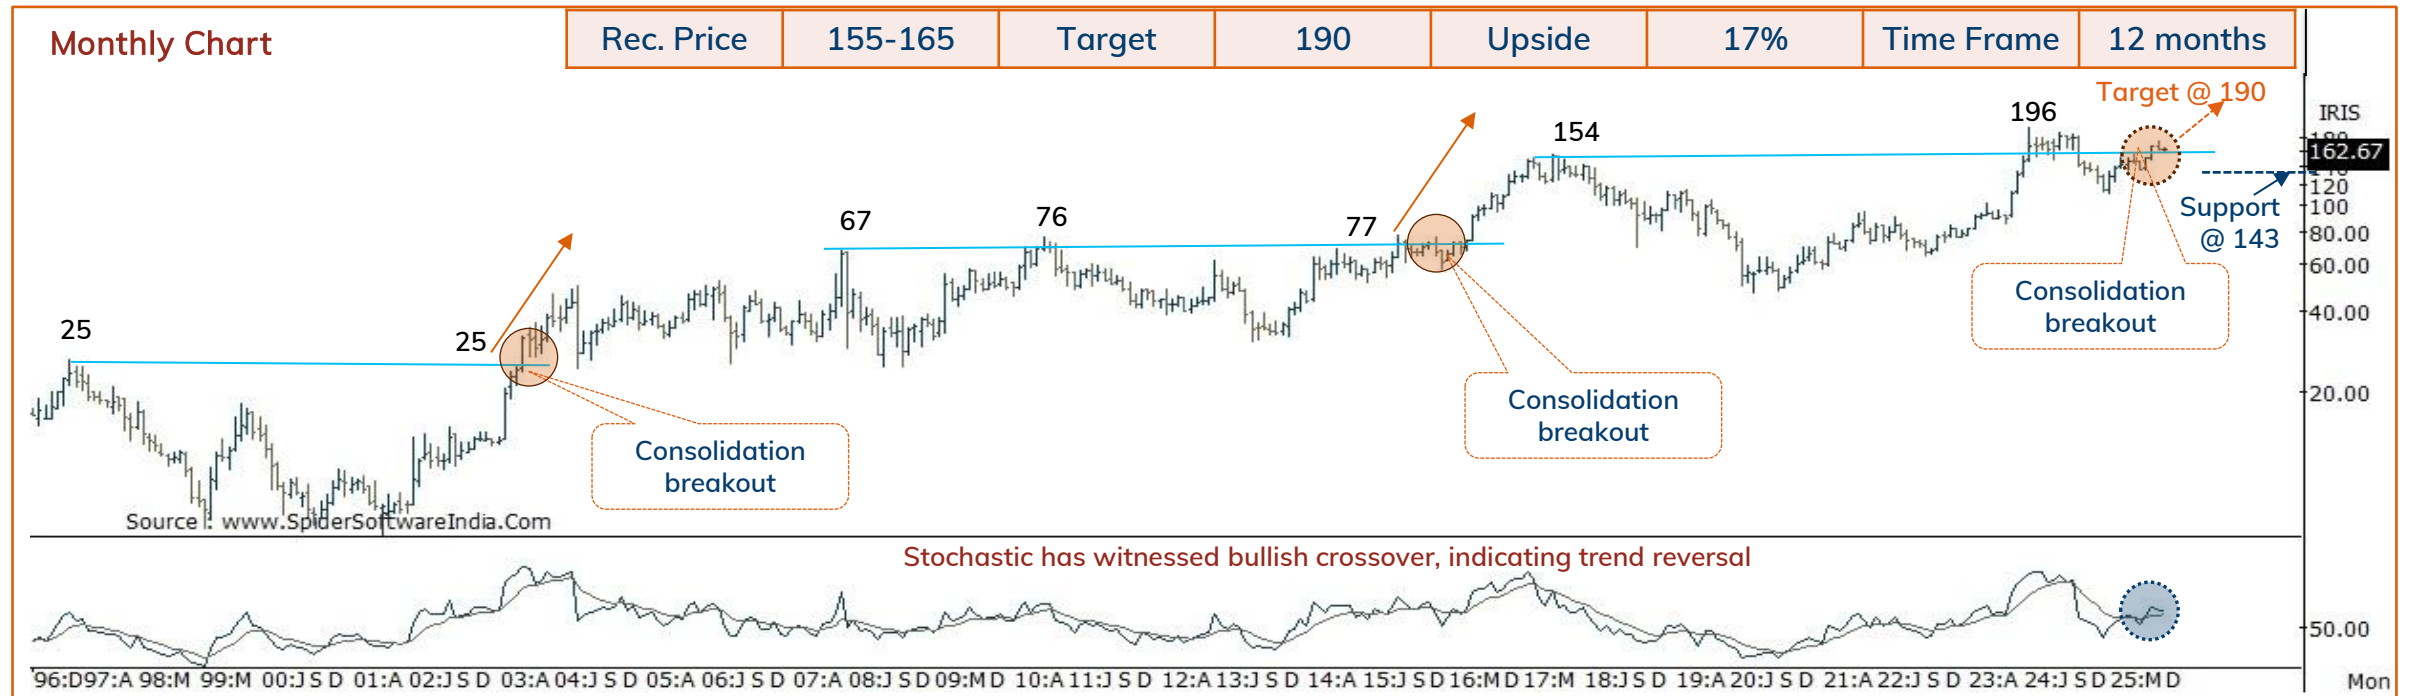 Monthly Chart
Rec. Price 155-165 Target 190 Upside 17% Time Frame 12 months
Target @ 190
196
IRIS
154
180
162.67
140
120
Support
@ 143
100
67
76
77
80.00
60.00
Consolidation
breakout
40.00
25
25
Consolidation
breakout
20.00
Consolidation
breakout
Source : www.SpiderSoftwareIndia.Com
Stochastic has witnessed bullish crossover, indicating trend reversal
50.00
'96:D97:A 98:M 99:M 00:J S D 01:A 02:J S D 03:A 04:J S D 05:A 06:J S D 07:A 08:J S D 09:M D 10:A 11:J S D 12:A 13:J S D 14:A 15:J S D 16:M D 17:M 18:J S D 19:A 20:J S D 21:A 22:J S D 23:A 24:J S D 25:M D Mon